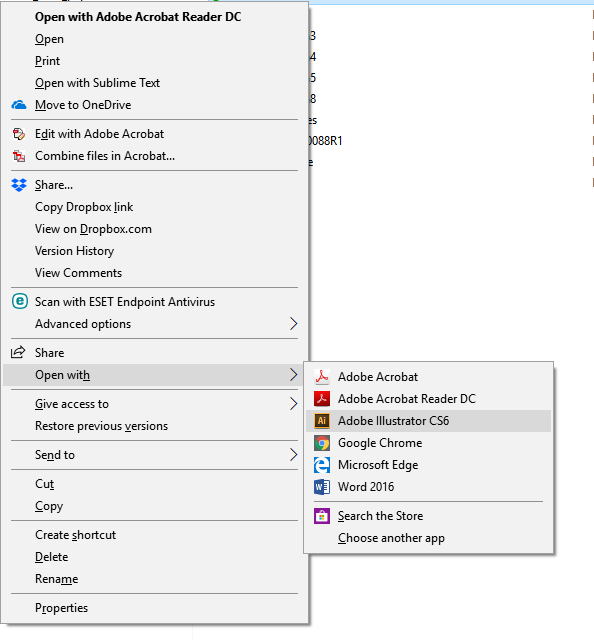 Open with Adobe Acrobat Reader DC
Open
Print
Open with Sublime Text
Move to OneDrive
Edit with Adobe Acrobat
Combine files in Acrobat...
Share...
Copy Dropbox link
View on Dropbox.com
Version History
View Comments
Scan with ESET Endpoint Antivirus
Advanced options
Share
Open with
Give access to
Restore previous versions
Send to
Cut
Copy
Create shortcut
Delete
Rename
Properties
3
4
5
8
es
0088R1
e
Adobe Acrobat
Adobe Acrobat Reader DC
Ai Adobe Illustrator CS6
Google Chrome
Microsoft Edge
Word 2016
Search the Store
Choose another app